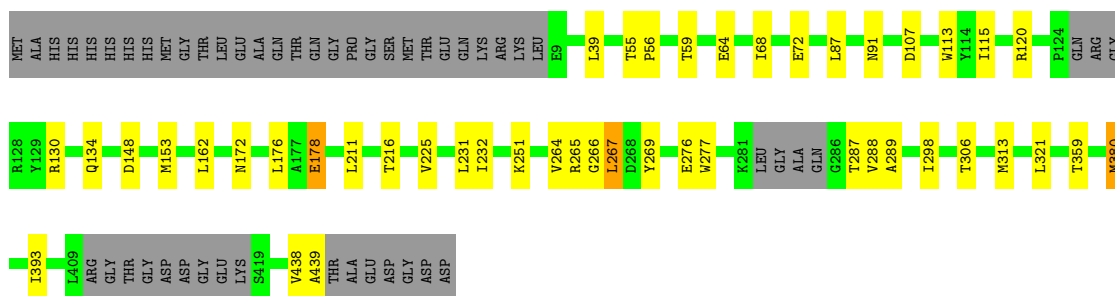 MET ALA HIS HIS HIS HIS HIS HIS MET GLY THR LEU GLU ALA GLN THR GLN GLY PRO GLY SER MET THR GLU GLN LYS ARG LYS LEU E9 L39 T55 P56 T59 E64 I68 E72 L87 N91 D107 W113 Y114 I115 R120 P124 GLN ARG GLY
R128 Y129 R130 Q134 D148 M153 L162 N172 L176 A177 E178 L211 T216 V225 L231 I232 K251 V264 R265 G266 L267 D268 Y269 E276 W277 K281 LEU GLY ALA GLN G286 T287 V288 A289 I298 T306 M313 L321 T359
I393 L409 ARG GLY THR GLY ASP ASP GLY GLU LYS S419 V438 A439 THR ALA GLU ASP GLY ASP ASP